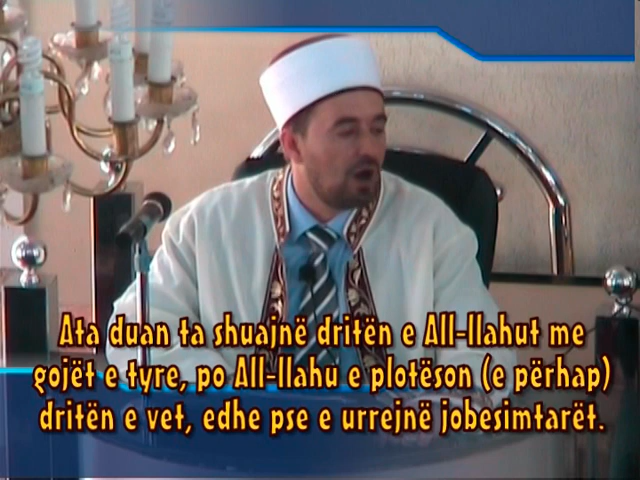 Ata duan ta shuajnë dritën e All-llahut me
gojët e tyre, po All-llahu e plotëson (e përhap)
dritën e vet, edhe pse e urrejnë jobesimtarët.